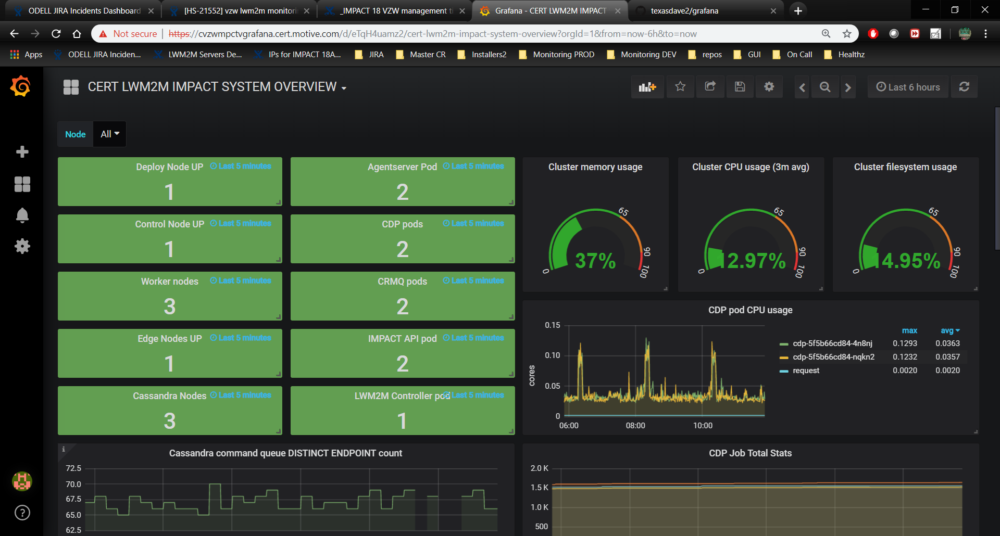 ODELL JIRA Incidents Dashboard
[HS-21552] vzw lwm2m monitorin
_IMPACT 18 VZW management ti
Grafana - CERT LWM2M IMPACT
texasdave2/grafana
Not secure | https://cvzwmpctvgrafana.cert.motive.com/d/eTqH4uamz2/cert-lwm2m-impact-system-overview?orgId=1&from=now-6h&to=now
Apps ODELL JIRA Inciden... LWM2M Servers De... IPs for IMPACT 18A... JIRA Master CR Installers2 Monitoring PROD Monitoring DEV repos GUI On Call Healthz
CERT LWM2M IMPACT SYSTEM OVERVIEW
Last 6 hours
Node All
Deploy Node UP Last 5 minutes
1
Agentserver Pod Last 5 minutes
2
Control Node UP Last 5 minutes
1
CDP pods Last 5 minutes
2
Worker nodes Last 5 minutes
3
CRMQ pods Last 5 minutes
2
Edge Nodes UP Last 5 minutes
1
IMPACT API pod Last 5 minutes
2
Cassandra Nodes Last 5 minutes
3
LWM2M Controller pod Last 5 minutes
1
Cluster memory usage
0 65 90 100
37%
Cluster CPU usage (3m avg)
0 65 90 100
12.97%
Cluster filesystem usage
0 65 90 100
14.95%
CDP pod CPU usage
cores
0.15
0.10
0.05
0
06:00 08:00 10:00
max avg
cdp-5f5b66cd84-4n8nj 0.1293 0.0363
cdp-5f5b66cd84-nqkn2 0.1232 0.0357
request 0.0020 0.0020
Cassandra command queue DISTINCT ENDPOINT count
72.5
70.0
67.5
65.0
62.5
CDP Job Total Stats
2.0 K
1.5 K
1.0 K
500